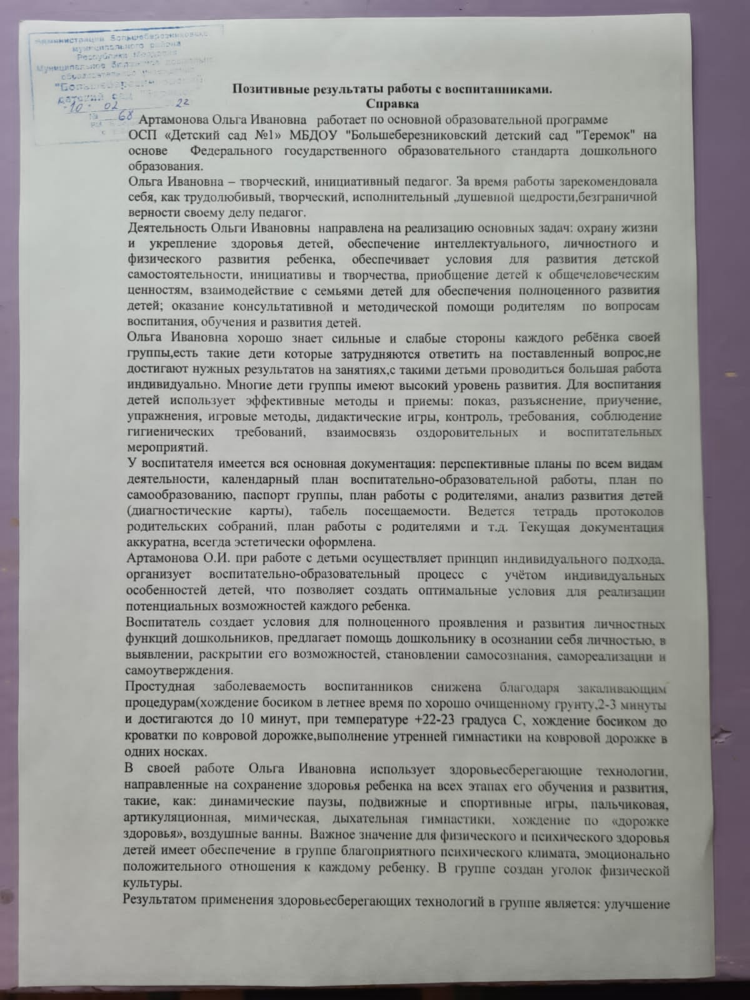 Администрация Большеберезниковско
муниципального района
Республики Мордовия
Муниципальное бюджетное дошкольно
образовательное учреждение
"Большеберезниковский
детский сад "Теремок"
10. 02 22
№ 68
Позитивные результаты работы с воспитанниками.
Справка
Артамонова Ольга Ивановна работает по основной образовательной программе
ОСП «Детский сад №1» МБДОУ "Большеберезниковский детский сад "Теремок" на
основе Федерального государственного образовательного стандарта дошкольного
образования.
Ольга Ивановна – творческий, инициативный педагог. За время работы зарекомендовала
себя, как трудолюбивый, творческий, исполнительный ,душевной щедрости,безграничной
верности своему делу педагог.
Деятельность Ольги Ивановны направлена на реализацию основных задач: охрану жизни
и укрепление здоровья детей, обеспечение интеллектуального, личностного и
физического развития ребенка, обеспечивает условия для развития детской
самостоятельности, инициативы и творчества, приобщение детей к общечеловеческим
ценностям, взаимодействие с семьями детей для обеспечения полноценного развития
детей; оказание консультативной и методической помощи родителям по вопросам
воспитания, обучения и развития детей.
Ольга Ивановна хорошо знает сильные и слабые стороны каждого ребёнка своей
группы,есть такие дети которые затрудняются ответить на поставленный вопрос,не
достигают нужных результатов на занятиях,с такими детьми проводиться большая работа
индивидуально. Многие дети группы имеют высокий уровень развития. Для воспитания
детей использует эффективные методы и приемы: показ, разъяснение, приучение,
упражнения, игровые методы, дидактические игры, контроль, требования, соблюдение
гигиенических требований, взаимосвязь оздоровительных и воспитательных
мероприятий.
У воспитателя имеется вся основная документация: перспективные планы по всем видам
деятельности, календарный план воспитательно-образовательной работы, план по
самообразованию, паспорт группы, план работы с родителями, анализ развития детей
(диагностические карты), табель посещаемости. Ведется тетрадь протоколов
родительских собраний, план работы с родителями и т.д. Текущая документация
аккуратна, всегда эстетически оформлена.
Артамонова О.И. при работе с детьми осуществляет принцип индивидуального подхода.
организует воспитательно-образовательный процесс с учётом индивидуальных
особенностей детей, что позволяет создать оптимальные условия для реализации
потенциальных возможностей каждого ребенка.
Воспитатель создает условия для полноценного проявления и развития личностных
функций дошкольников, предлагает помощь дошкольнику в осознании себя личностью, в
выявлении, раскрытии его возможностей, становлении самосознания, самореализации и
самоутверждения.
Простудная заболеваемость воспитанников снижена благодаря закаливающим
процедурам(хождение босиком в летнее время по хорошо очищенному грунту,2-3 минуты
и достигаются до 10 минут, при температуре +22-23 градуса С, хождение босиком до
кроватки по ковровой дорожке,выполнение утренней гимнастики на ковровой дорожке в
одних носках.
В своей работе Ольга Ивановна использует здоровьесберегающие технологии,
направленные на сохранение здоровья ребенка на всех этапах его обучения и развития,
такие, как: динамические паузы, подвижные и спортивные игры, пальчиковая,
артикуляционная, мимическая, дыхательная гимнастики, хождение по «дорожке
здоровья», воздушные ванны. Важное значение для физического и психического здоровья
детей имеет обеспечение в группе благоприятного психического климата, эмоционально
положительного отношения к каждому ребенку. В группе создан уголок физической
культуры.
Результатом применения здоровьесберегающих технологий в группе является: улучшение